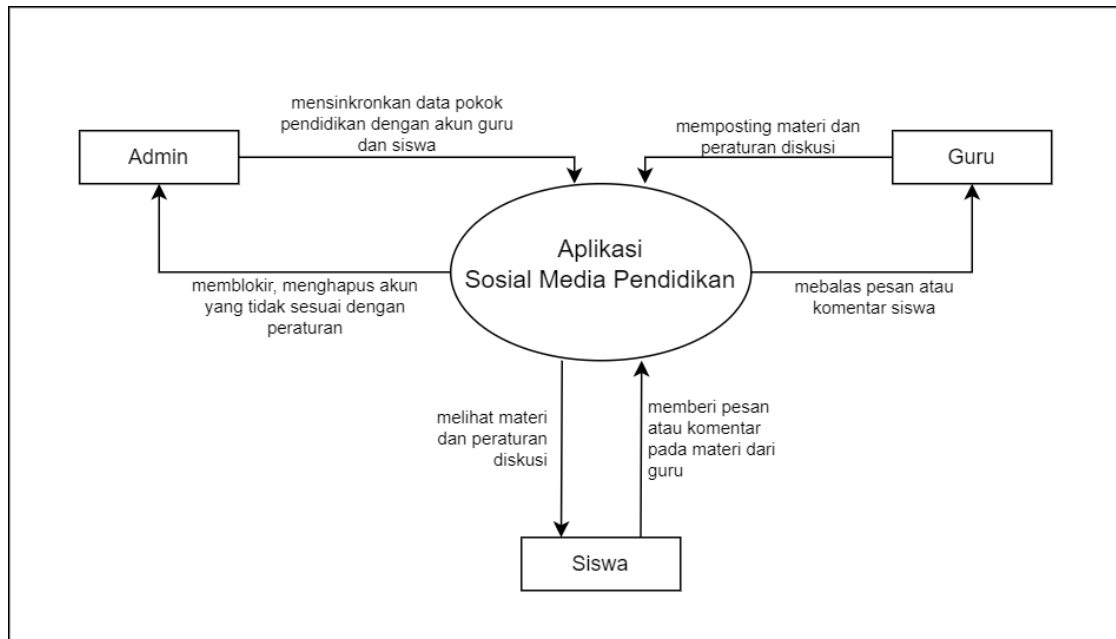 mensinkronkan data pokok
pendidikan dengan akun guru
dan siswa
Admin
memposting materi dan
peraturan diskusi
Guru
Aplikasi
Sosial Media Pendidikan
memblokir, menghapus akun
yang tidak sesuai dengan
peraturan
mebalas pesan atau
komentar siswa
melihat materi
dan peraturan
diskusi
memberi pesan
atau komentar
pada materi dari
guru
Siswa